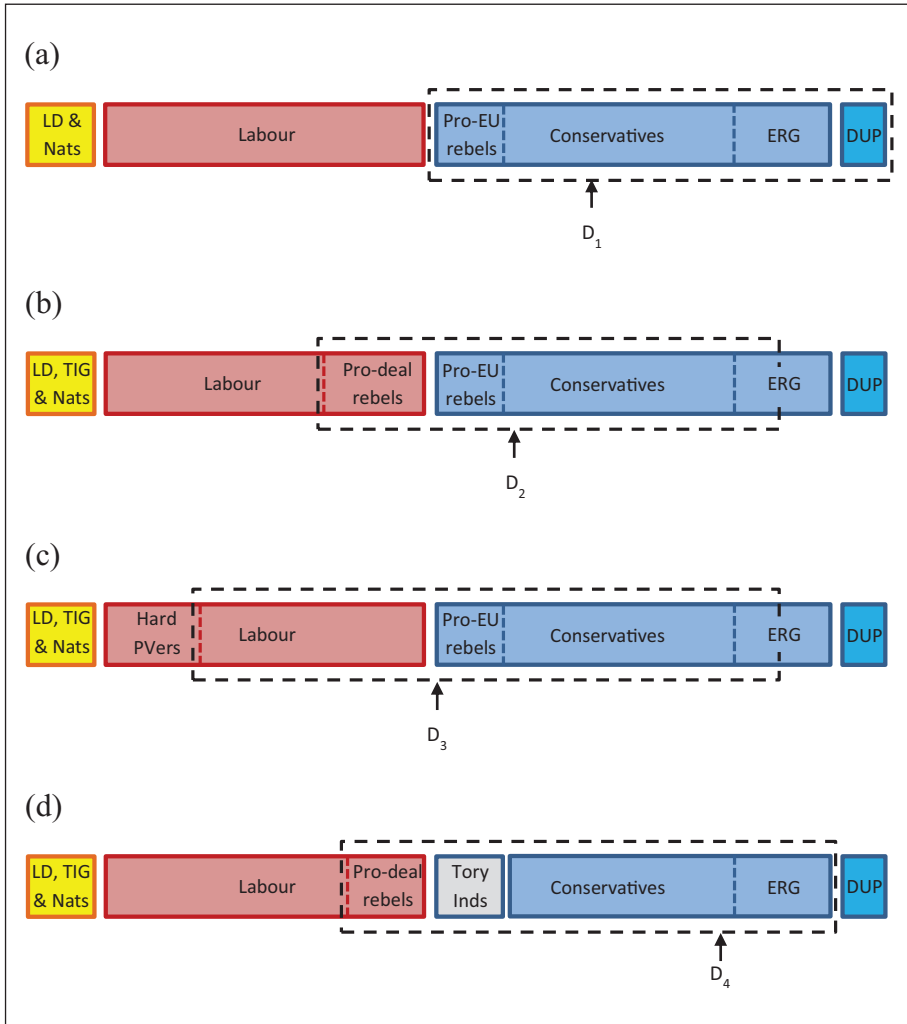 (a)
LD &
Nats
Labour
Pro-EU
rebels
Conservatives
ERG
DUP
D1
(b)
LD, TIG
& Nats
Labour
Pro-deal
rebels
Pro-EU
rebels
Conservatives
ERG
DUP
D2
(c)
LD, TIG
& Nats
Hard
PVers
Labour
Pro-EU
rebels
Conservatives
ERG
DUP
D3
(d)
LD, TIG
& Nats
Labour
Pro-deal
rebels
Tory
Inds
Conservatives
ERG
DUP
D4